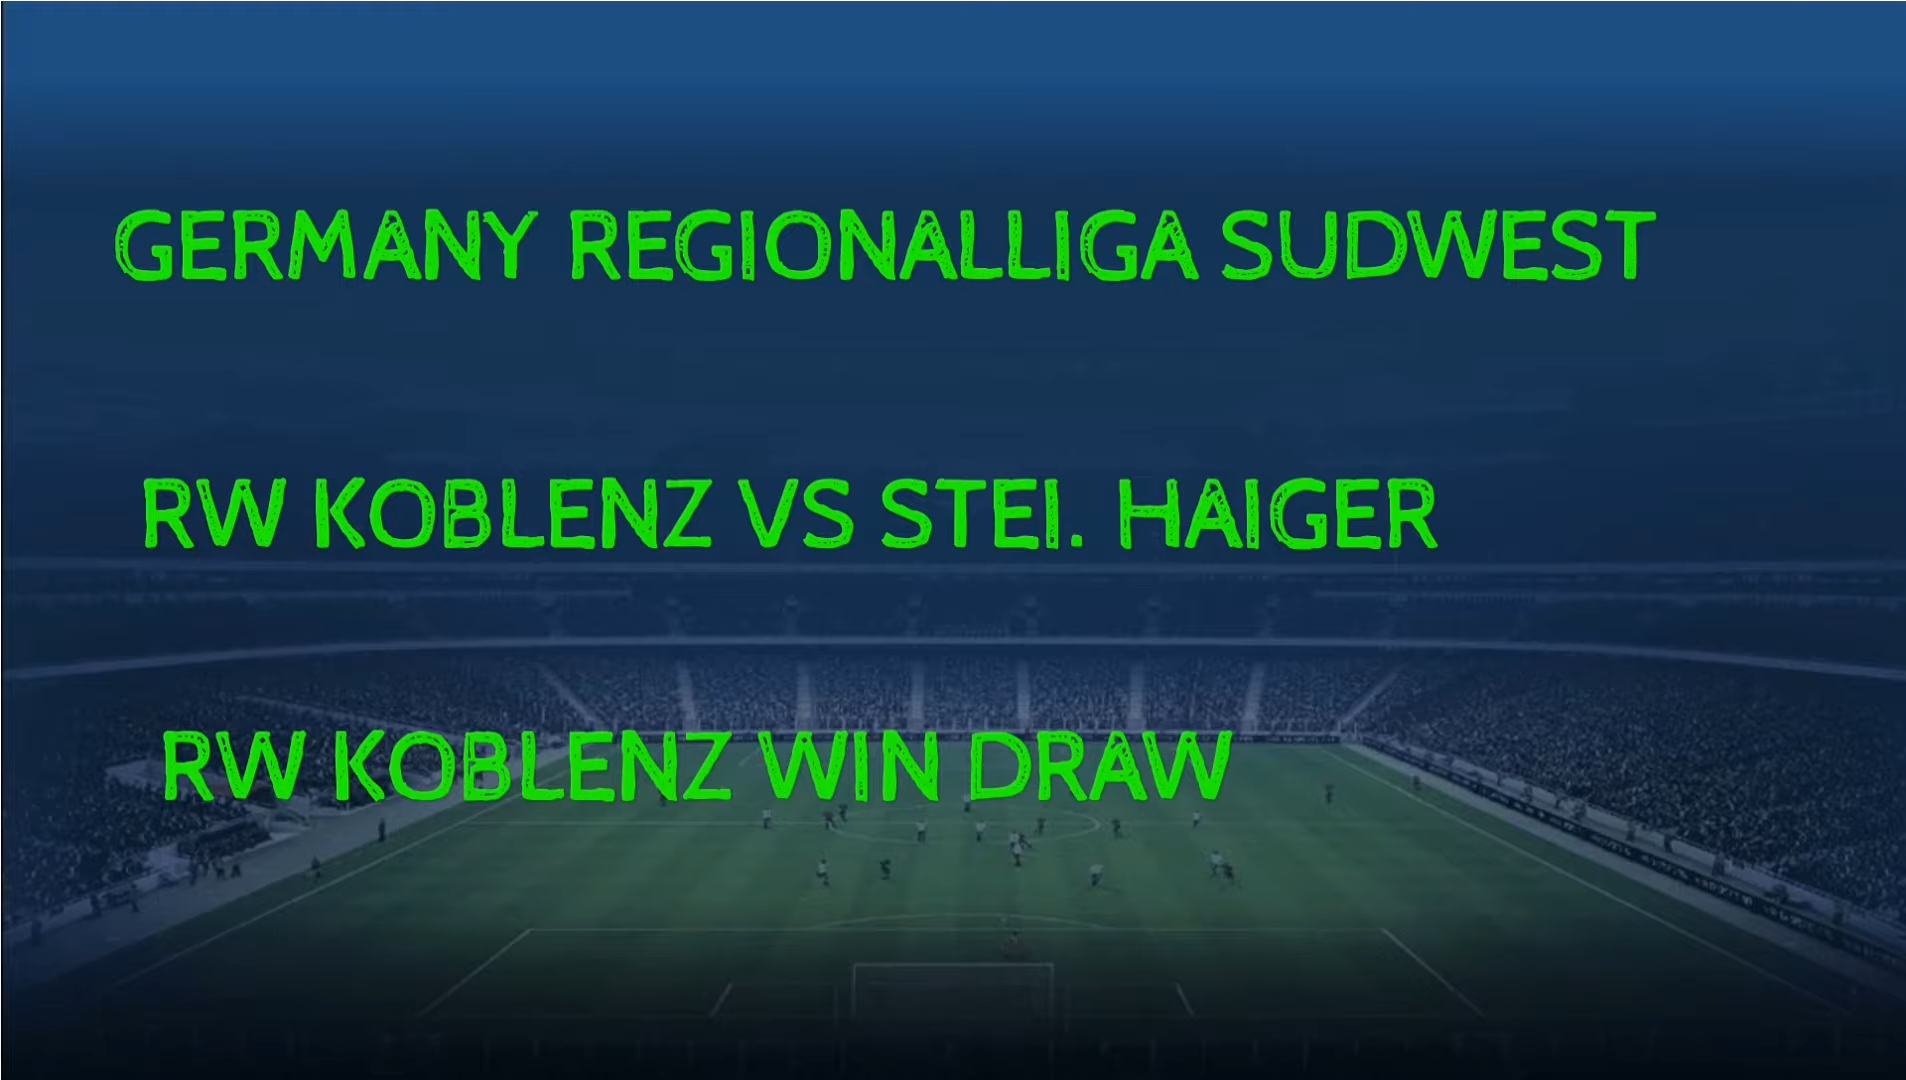 GERMANY REGIONALLIGA SUDWEST
RW KOBLENZ VS STEI. HAIGER
RW KOBLENZ WIN DRAW